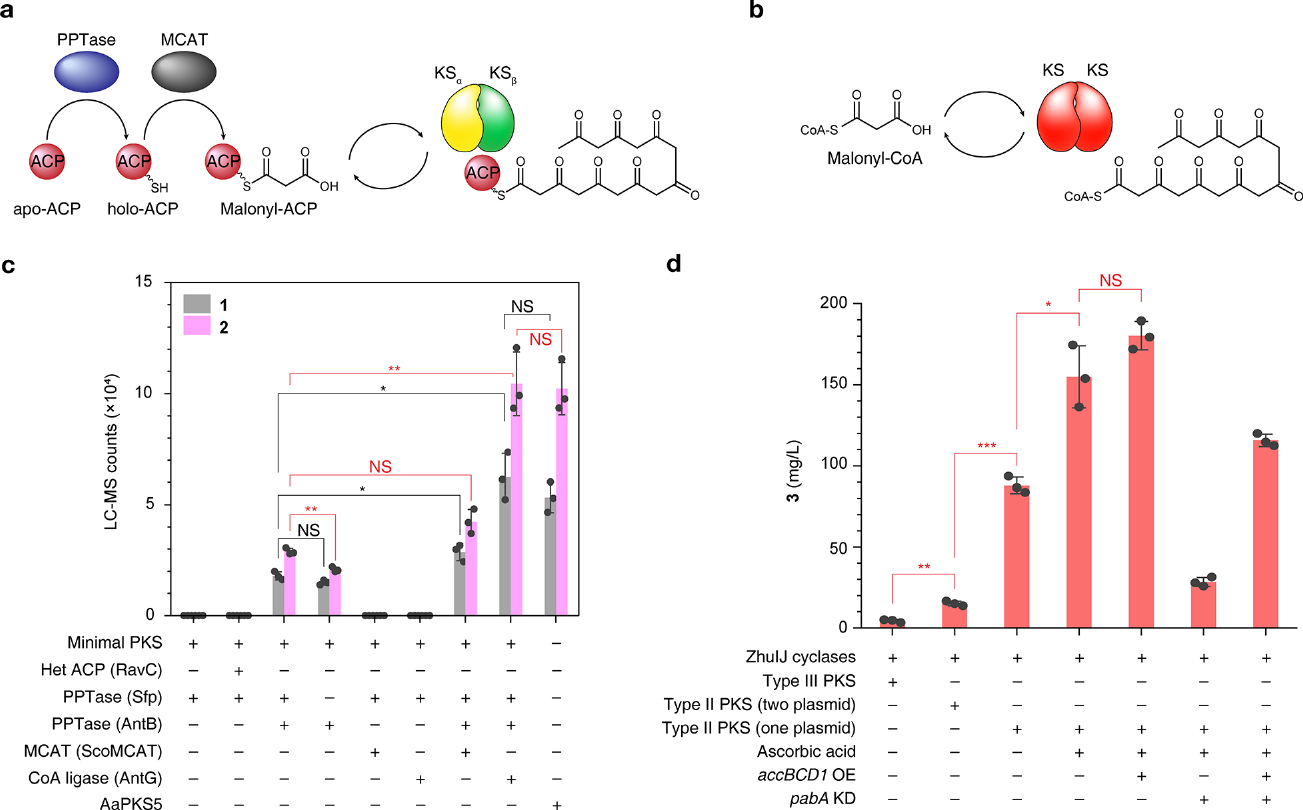 a
PPTase MCAT
KSα KSβ
ACP ACP ACP ACP
SH S O O OH S O O O O O O O O
apo-ACP holo-ACP Malonyl-ACP
b
KS KS
CoA-S O O OH
Malonyl-CoA
CoA-S O O O O O O O O
c
15
10
5
0
LC-MS counts (×10⁴)
1
2
NS
NS
**
*
NS
*
**
NS
Minimal PKS + + + + + + + + −
Het ACP (RavC) − + − − − − − − −
PPTase (Sfp) + + + − + + + + −
PPTase (AntB) − − + + − − + + −
MCAT (ScoMCAT) − − − − + − + − −
CoA ligase (AntG) − − − − − + − + −
AaPKS5 − − − − − − − − +
d
200
150
100
50
0
3 (mg/L)
NS
*
***
**
ZhuIJ cyclases + + + + + + +
Type III PKS + − − − − − −
Type II PKS (two plasmid) − + − − − − −
Type II PKS (one plasmid) − − + + + + +
Ascorbic acid − − − + + + +
accBCD1 OE − − − − + − +
pabA KD − − − − − + +